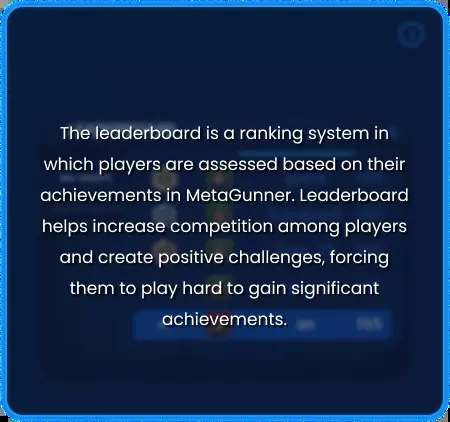 The leaderboard is a ranking system in
which players are assessed based on their
achievements in MetaGunner. Leaderboard
helps increase competition among players
and create positive challenges, forcing
them to play hard to gain significant
achievements.